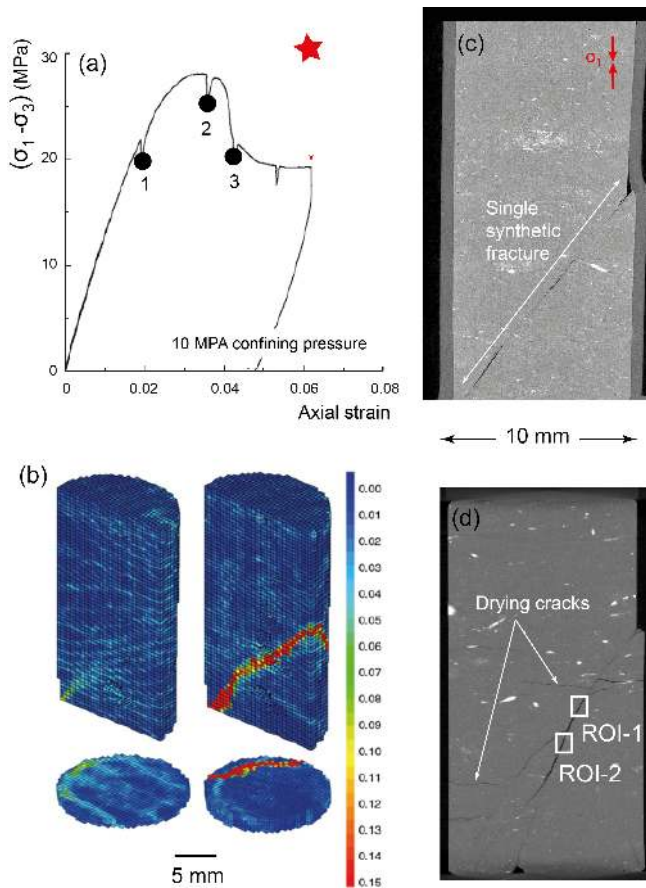 (a)
(σ1 -σ3) (MPa)
30
20
10
0
1
2
3
10 MPA confining pressure
0
0.02
0.04
0.06
0.08
Axial strain
(b)
0.00
0.01
0.02
0.03
0.04
0.05
0.06
0.07
0.08
0.09
0.10
0.11
0.12
0.13
0.14
0.15
5 mm
(c)
σ1
Single
synthetic
fracture
10 mm
(d)
Drying cracks
ROI-1
ROI-2